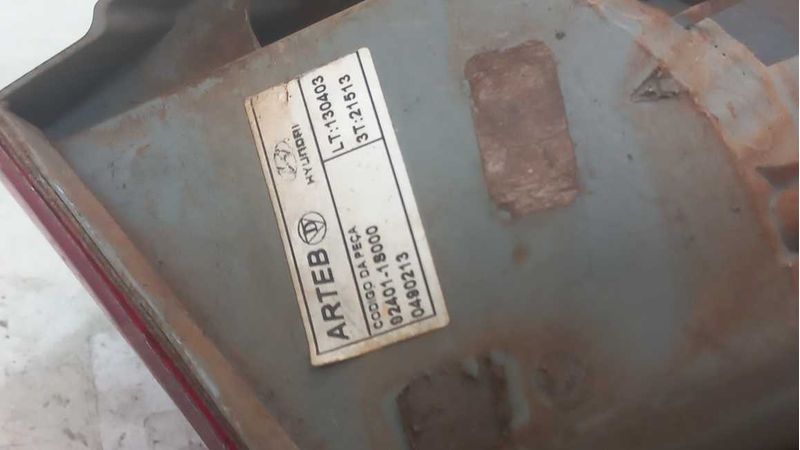 ARTEB HYUNDAI
CODIGO DA PEÇA LT:130403
92401-1S000 3T:21513
0490213